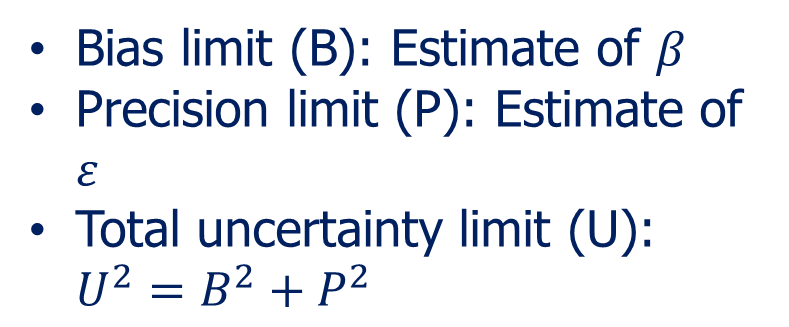 • Bias limit (B): Estimate of 𝛽
• Precision limit (P): Estimate of
𝜀
• Total uncertainty limit (U):
𝑈² = 𝐵² + 𝑃²